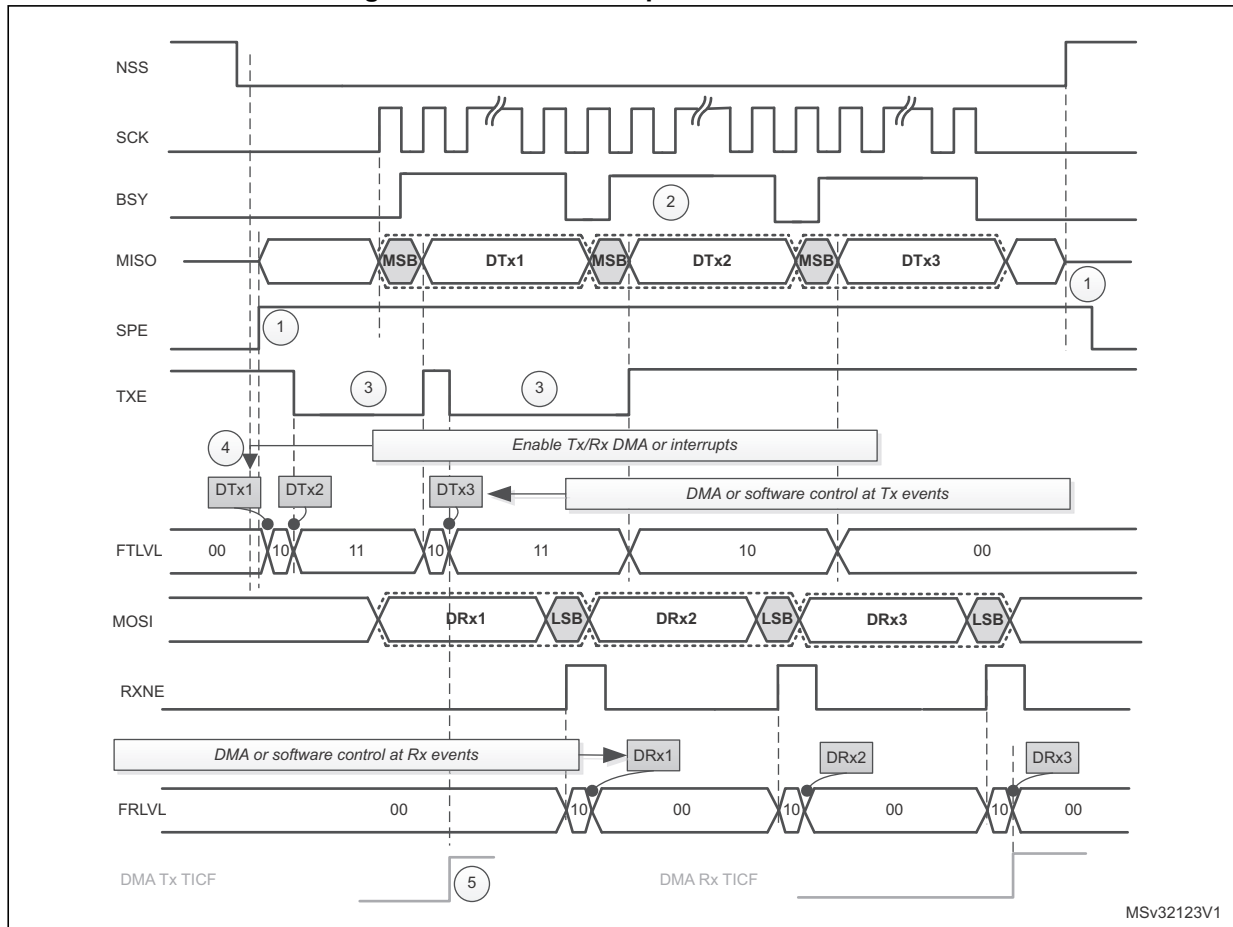 NSS
SCK
BSY
2
MISO
MSB DTx1 MSB DTx2 MSB DTx3
1
SPE
1
TXE
3 3
4
Enable Tx/Rx DMA or interrupts
DTx1 DTx2 DTx3
DMA or software control at Tx events
FTLVL
00 10 11 10 11 10 00
MOSI
DRx1 LSB DRx2 LSB DRx3 LSB
RXNE
DMA or software control at Rx events
DRx1 DRx2 DRx3
FRLVL
00 10 00 10 00 10 00
DMA Tx TICF
5
DMA Rx TICF
MSv32123V1